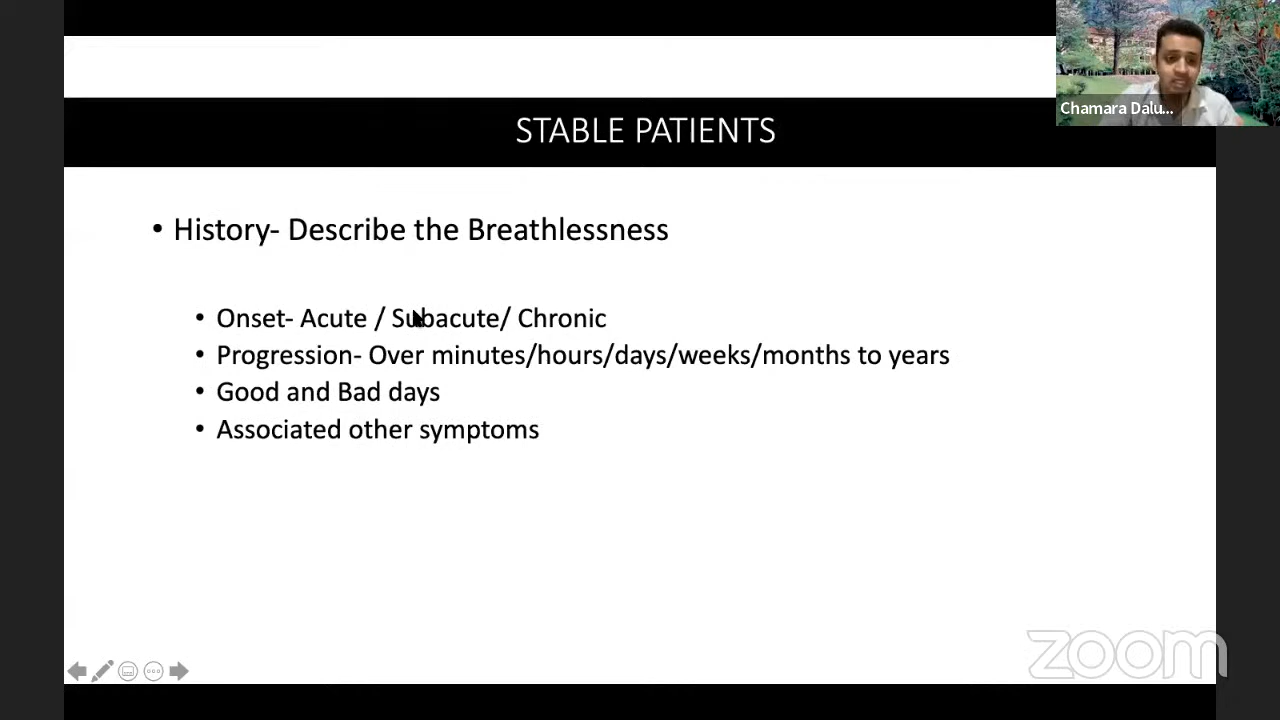 Chamara Dalu...
STABLE PATIENTS
• History- Describe the Breathlessness
• Onset- Acute / Subacute/ Chronic
• Progression- Over minutes/hours/days/weeks/months to years
• Good and Bad days
• Associated other symptoms
zoom